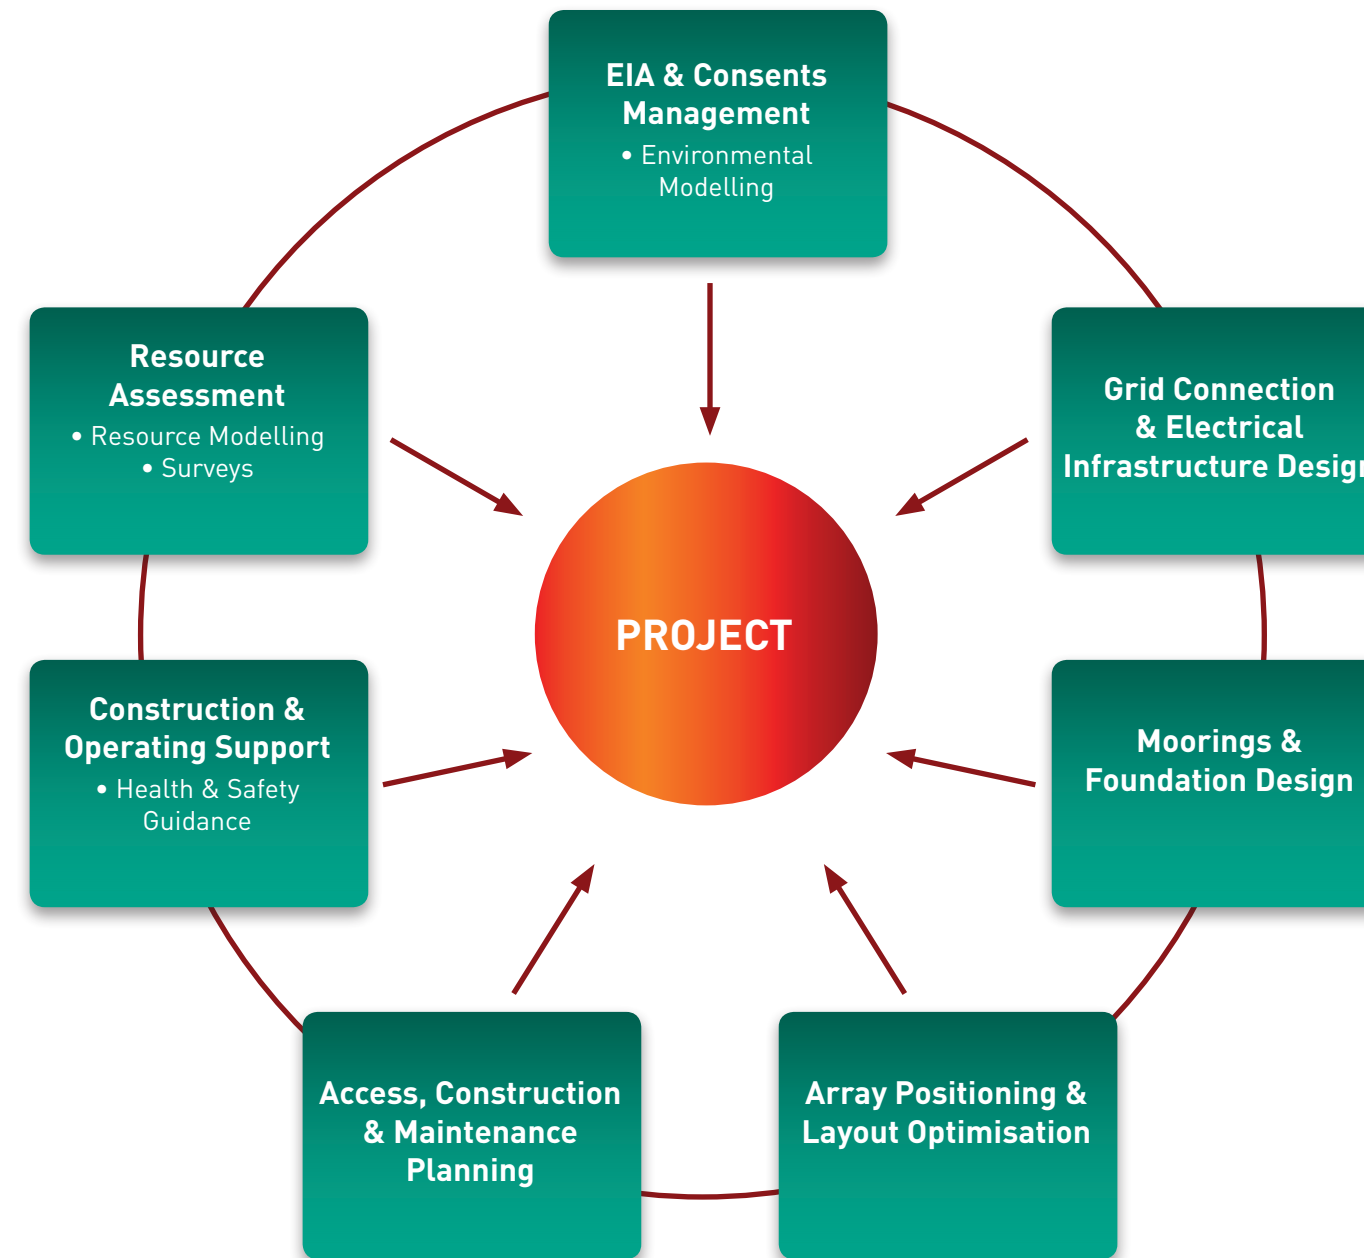 EIA & Consents
Management
• Environmental
Modelling
Resource
Assessment
• Resource Modelling
• Surveys
Grid Connection
& Electrical
Infrastructure Design
PROJECT
Construction &
Operating Support
• Health & Safety
Guidance
Moorings &
Foundation Design
Access, Construction
& Maintenance
Planning
Array Positioning &
Layout Optimisation